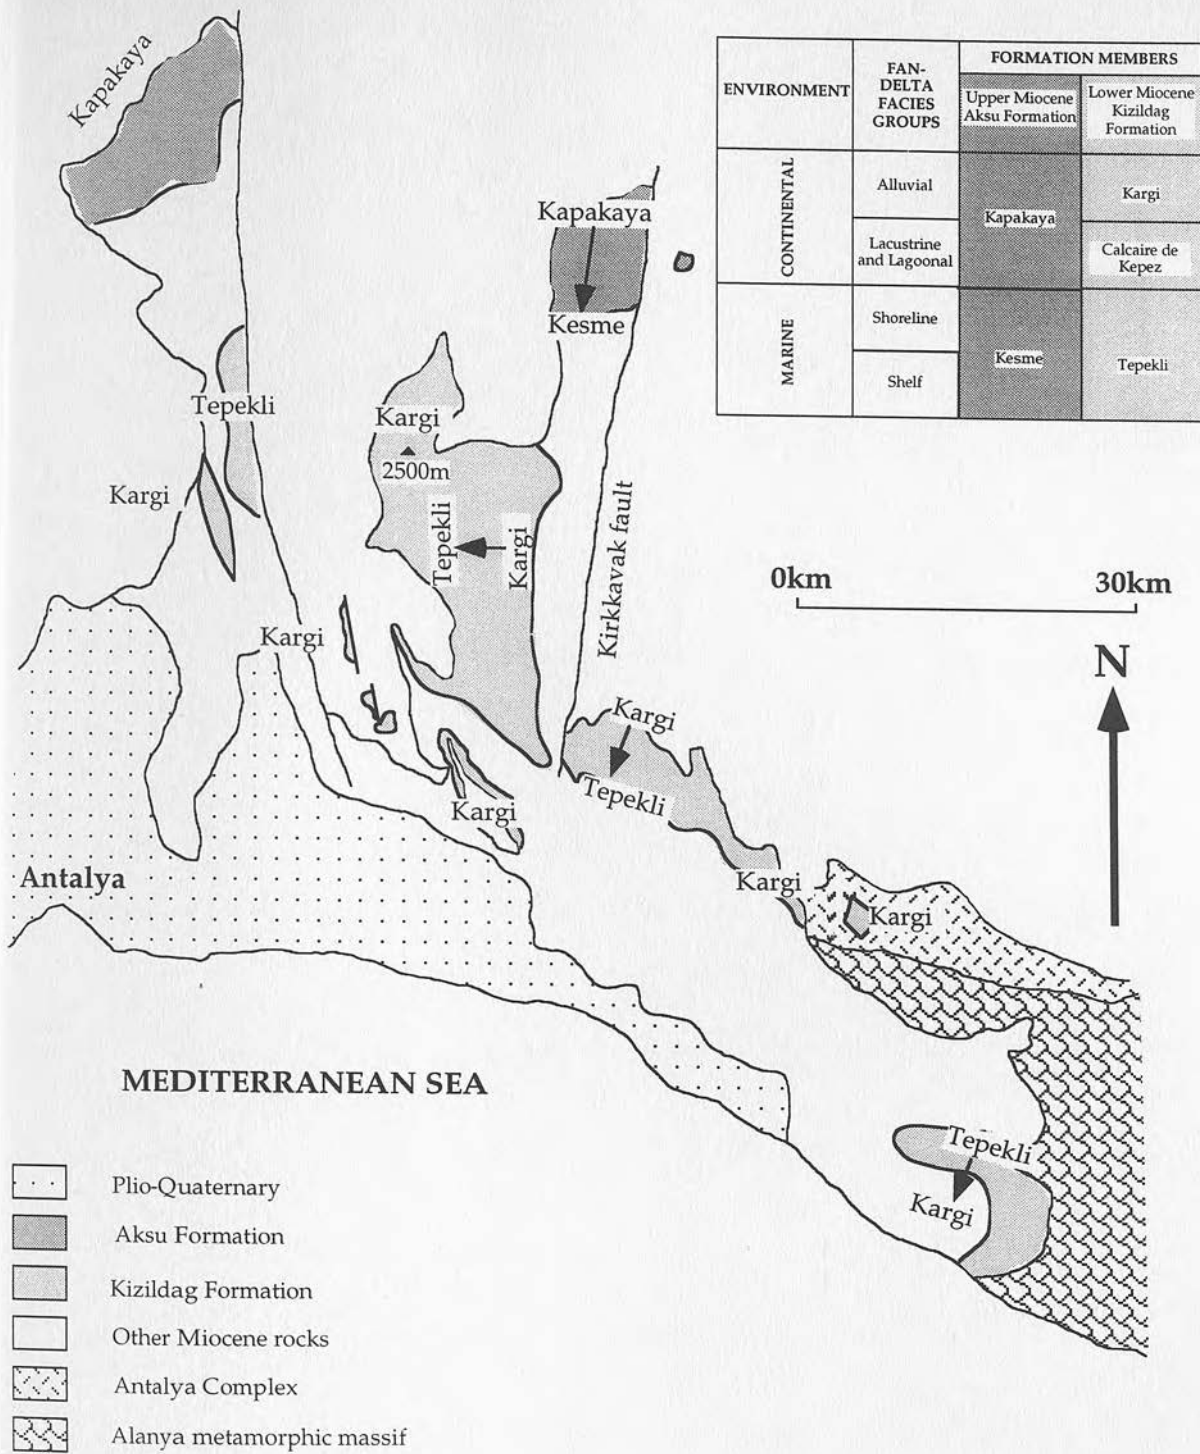 Kapakaya
ENVIRONMENT
FAN-
DELTA
FACIES
GROUPS
FORMATION MEMBERS
Upper Miocene
Aksu Formation
Lower Miocene
Kizildag
Formation
CONTINENTAL
Alluvial
Kapakaya
Kargi
Lacustrine
and Lagoonal
Calcaire de
Kepez
MARINE
Shoreline
Kesme
Tepekli
Shelf
Kapakaya
Kesme
Tepekli
Kargi
2500m
Kargi
Tepekli
Kargi
Kirkkavak fault
0km 30km
N
Kargi
Kargi
Tepekli
Kargi
Kargi
Kargi
Antalya
MEDITERRANEAN SEA
Tepekli
Kargi
Plio-Quaternary
Aksu Formation
Kizildag Formation
Other Miocene rocks
Antalya Complex
Alanya metamorphic massif